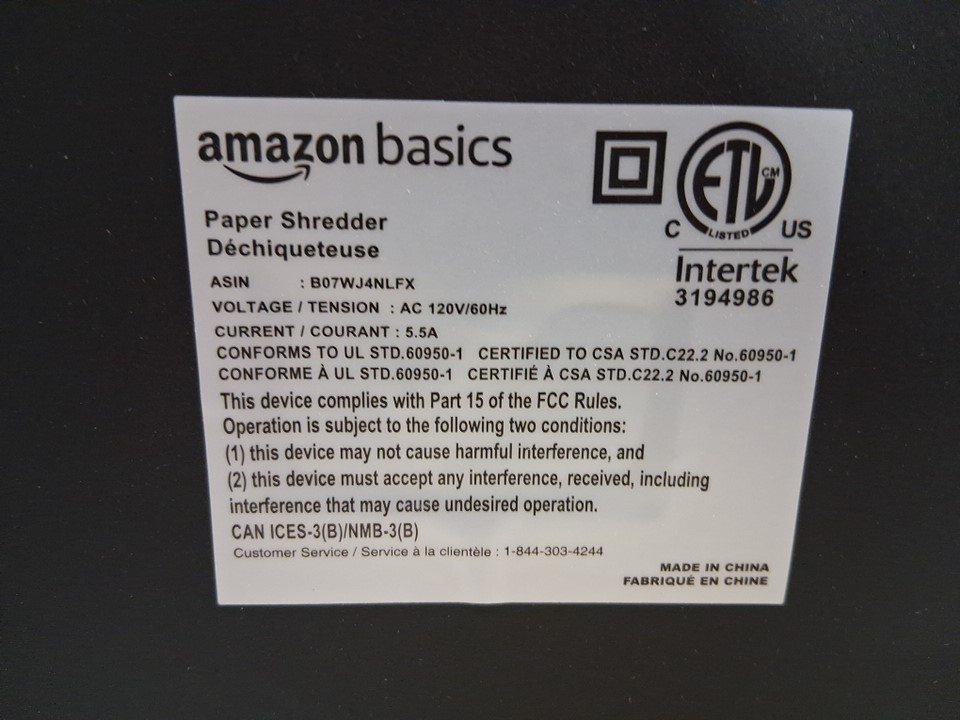 amazon basics
Paper Shredder
Déchiqueteuse
ASIN : B07WJ4NLFX
VOLTAGE / TENSION : AC 120V/60Hz
CURRENT / COURANT : 5.5A
CONFORMS TO UL STD.60950-1 CERTIFIED TO CSA STD.C22.2 No.60950-1
CONFORME À UL STD.60950-1 CERTIFIÉ À CSA STD.C22.2 No.60950-1
ETL CM
C LISTED US
Intertek
3194986
This device complies with Part 15 of the FCC Rules.
Operation is subject to the following two conditions:
(1) this device may not cause harmful interference, and
(2) this device must accept any interference, received, including
interference that may cause undesired operation.
CAN ICES-3(B)/NMB-3(B)
Customer Service / Service à la clientèle : 1-844-303-4244
MADE IN CHINA
FABRIQUÉ EN CHINE